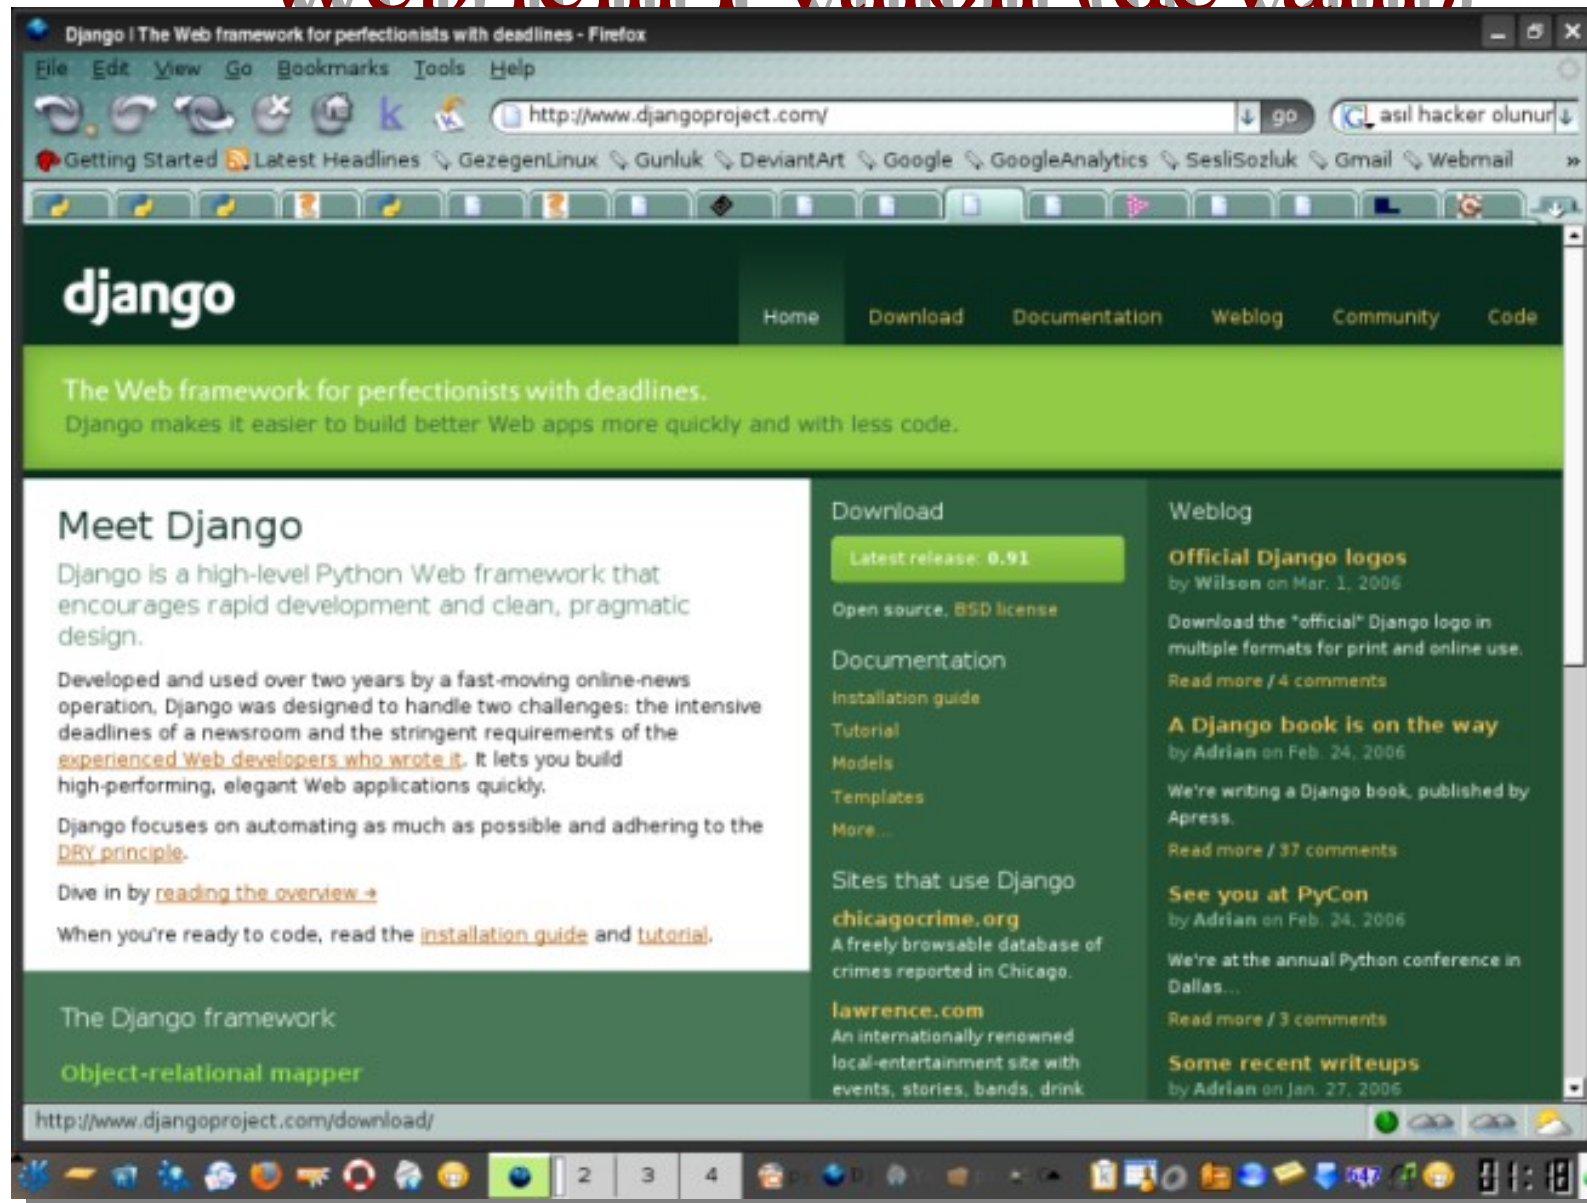 Django | The Web framework for perfectionists with deadlines - Firefox
File Edit View Go Bookmarks Tools Help
http://www.djangoproject.com/ go asıl hacker olunur
Getting Started Latest Headlines GezegenLinux Gunluk DeviantArt Google GoogleAnalytics SesliSozluk Gmail Webmail »
django
Home Download Documentation Weblog Community Code
The Web framework for perfectionists with deadlines.
Django makes it easier to build better Web apps more quickly and with less code.
Meet Django
Django is a high-level Python Web framework that
encourages rapid development and clean, pragmatic
design.
Developed and used over two years by a fast-moving online-news
operation, Django was designed to handle two challenges: the intensive
deadlines of a newsroom and the stringent requirements of the
experienced Web developers who wrote it. It lets you build
high-performing, elegant Web applications quickly.
Django focuses on automating as much as possible and adhering to the
DRY principle.
Dive in by reading the overview →
When you're ready to code, read the installation guide and tutorial.
The Django framework
Object-relational mapper
Download
Latest release: 0.91
Open source, BSD license
Documentation
Installation guide
Tutorial
Models
Templates
More...
Sites that use Django
chicagocrime.org
A freely browsable database of
crimes reported in Chicago.
lawrence.com
An internationally renowned
local-entertainment site with
events, stories, bands, drink
Weblog
Official Django logos
by Wilson on Mar. 1, 2006
Download the "official" Django logo in
multiple formats for print and online use.
Read more / 4 comments
A Django book is on the way
by Adrian on Feb. 24, 2006
We're writing a Django book, published by
Apress.
Read more / 37 comments
See you at PyCon
by Adrian on Feb. 24, 2006
We're at the annual Python conference in
Dallas...
Read more / 3 comments
Some recent writeups
by Adrian on Jan. 27, 2006
http://www.djangoproject.com/download/
2 3 4 647 01:18